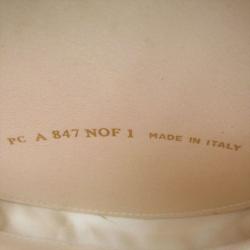 PC A 847 NOF 1 MADE IN ITALY